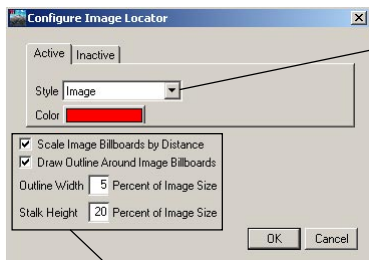 Configure Image Locator
Active Inactive
Style Image
Color
Scale Image Billboards by Distance
Draw Outline Around Image Billboards
Outline Width 5 Percent of Image Size
Stalk Height 20 Percent of Image Size
OK Cancel